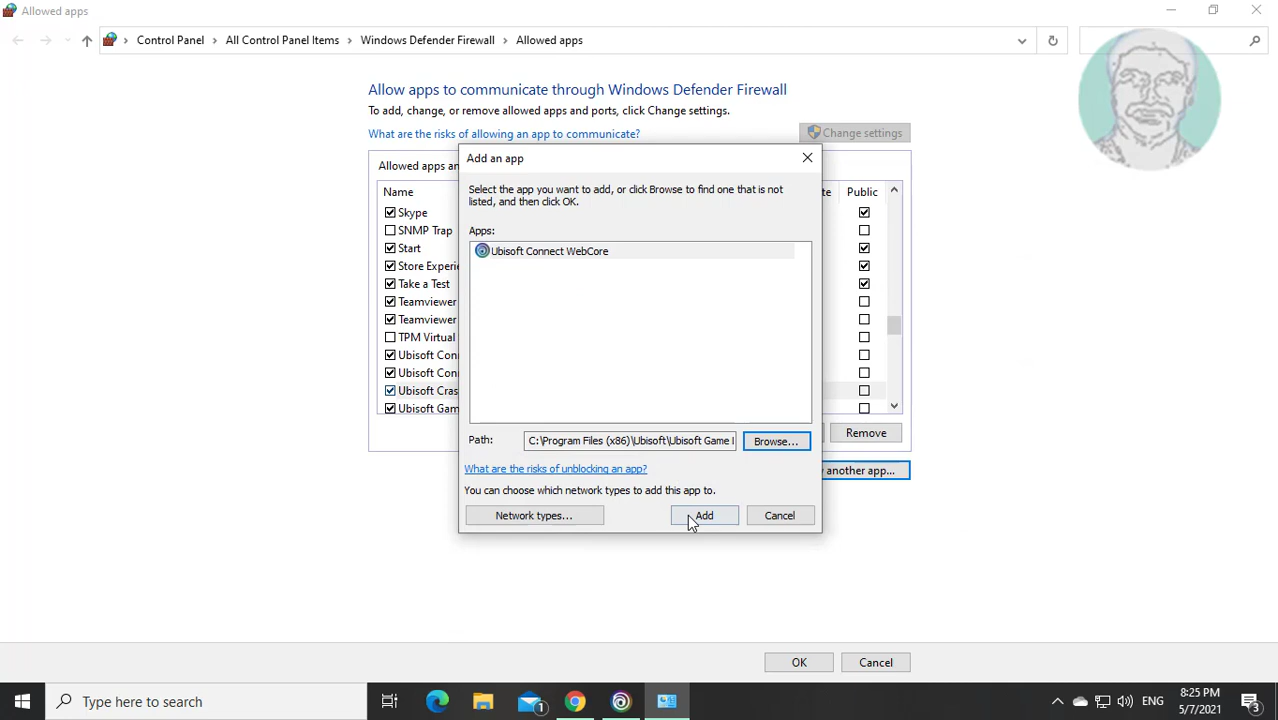 Allowed apps
Control Panel > All Control Panel Items > Windows Defender Firewall > Allowed apps
Allow apps to communicate through Windows Defender Firewall
To add, change, or remove allowed apps and ports, click Change settings.
What are the risks of allowing an app to communicate?
Change settings
Allowed apps an
Name
Public
Skype
SNMP Trap
Start
Store Experi
Take a Test
Teamviewer
Teamviewer
TPM Virtual
Ubisoft Con
Ubisoft Con
Ubisoft Cras
Ubisoft Gam
Remove
another app...
Add an app
Select the app you want to add, or click Browse to find one that is not
listed, and then click OK.
Apps:
Ubisoft Connect WebCore
Path:
C:\Program Files (x86)\Ubisoft\Ubisoft Game
Browse...
What are the risks of unblocking an app?
You can choose which network types to add this app to.
Network types...
Add
Cancel
OK
Cancel
Type here to search
1
ENG
8:25 PM
5/7/2021
3